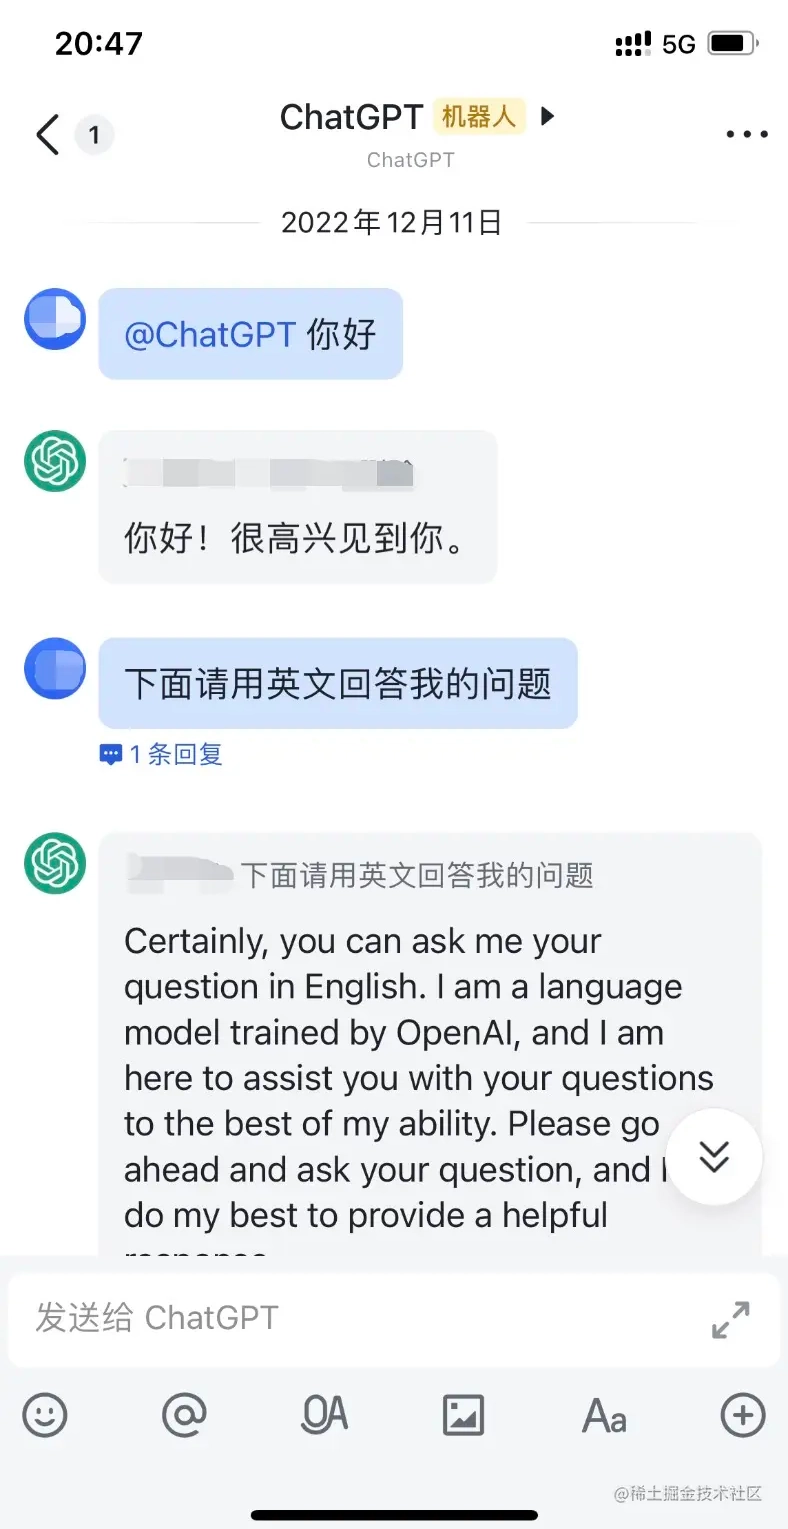 20:47
5G
1
ChatGPT 机器人
ChatGPT
2022年12月11日
@ChatGPT 你好
你好！很高兴见到你。
下面请用英文回答我的问题
1 条回复
下面请用英文回答我的问题
Certainly, you can ask me your
question in English. I am a language
model trained by OpenAI, and I am
here to assist you with your questions
to the best of my ability. Please go
ahead and ask your question, and I
do my best to provide a helpful
发送给 ChatGPT
@稀土掘金技术社区